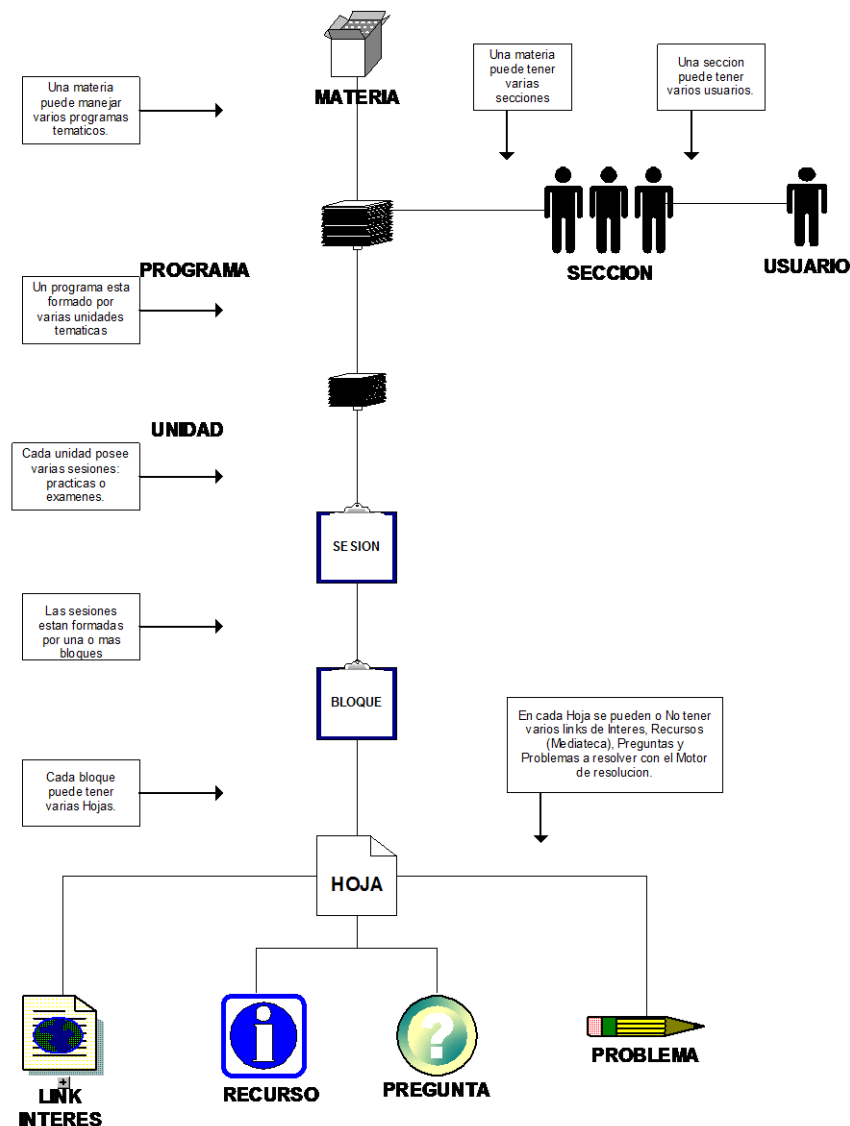 MATERIA
Una materia
puede manejar
varios programas
tematicos.
Una materia
puede tener
varias
secciones
Una seccion
puede tener
varios usuarios.
SECCION
USUARIO
PROGRAMA
Un programa esta
formado por
varias unidades
tematicas
UNIDAD
Cada unidad posee
varias sesiones:
practicas o
examenes.
SESION
Las sesiones
estan formadas
por una o mas
bloques
BLOQUE
En cada Hoja se pueden o No tener
varios links de Interes, Recursos
(Mediateca), Preguntas y
Problemas a resolver con el Motor
de resolucion.
Cada bloque
puede tener
varias Hojas.
HOJA
LINK
INTERES
RECURSO
PREGUNTA
PROBLEMA